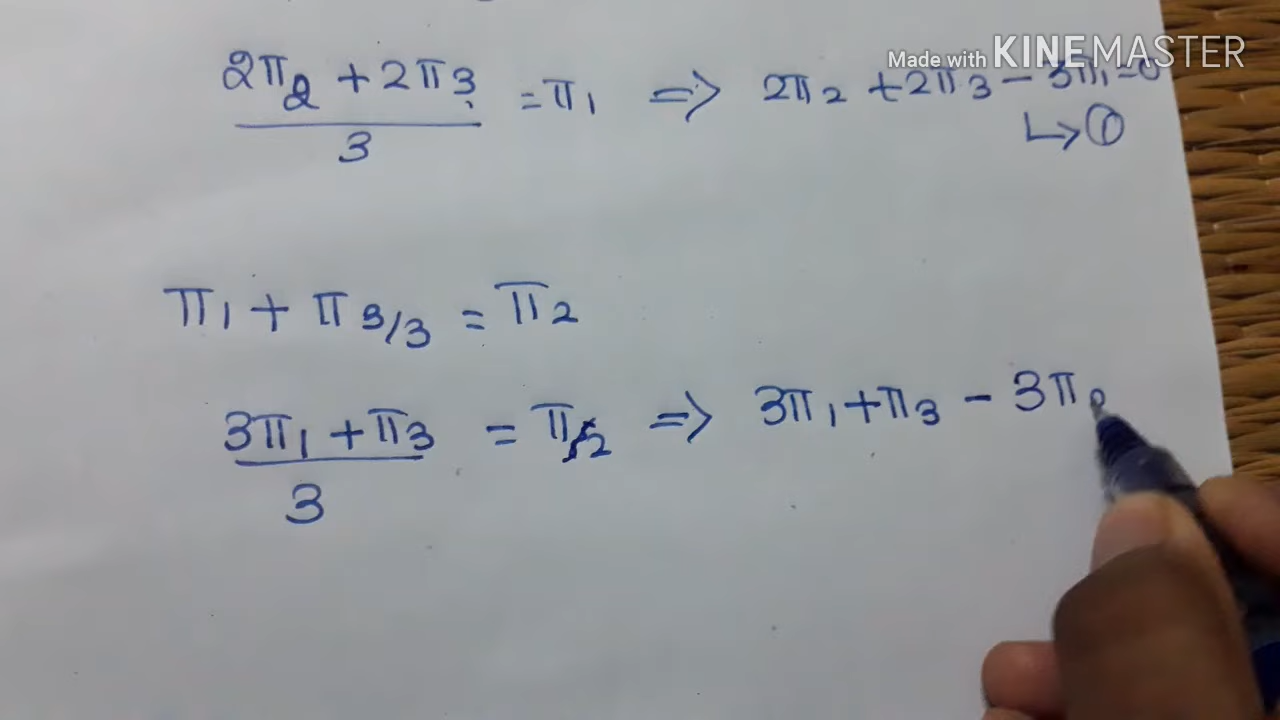 Made with KINEMASTER
2π2 + 2π3 / 3 = π1 ⇒ 2π2 + 2π3 - 3π1 = 0
↳ ①
π1 + π3/3 = π2
3π1 + π3 / 3 = π2 ⇒ 3π1 + π3 - 3π